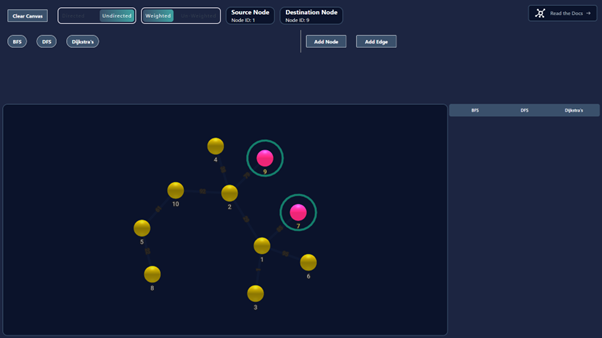 Clear Canvas
Undirected
Weighted
Source Node
Node ID: 1
Destination Node
Node ID: 9
Read the Docs →
BFS
DFS
Dijkstra's
Add Node
Add Edge
BFS
DFS
Dijkstra's
4
9
10
2
7
5
1
8
6
3